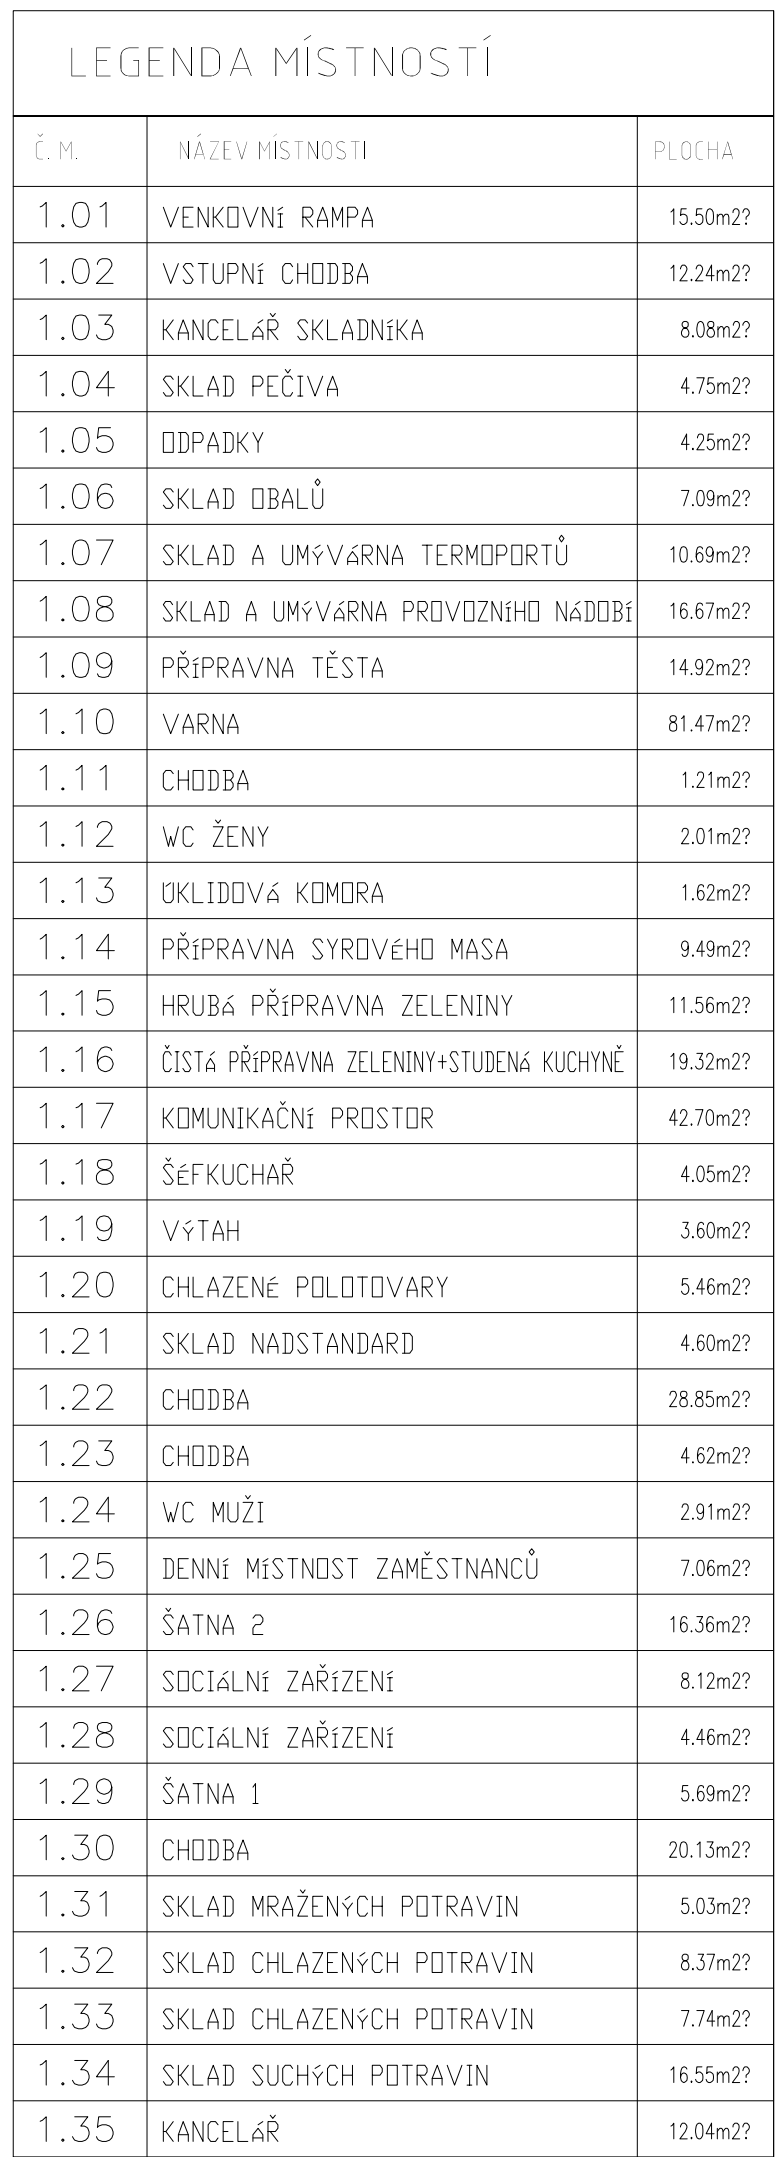 LEGENDA MÍSTNOSTÍ
Č. M. NÁZEV MÍSTNOSTI PLOCHA
1.01 VENKOVNÍ RAMPA 15.50m2?
1.02 VSTUPNÍ CHODBA 12.24m2?
1.03 KANCELÁŘ SKLADNÍKA 8.08m2?
1.04 SKLAD PEČIVA 4.75m2?
1.05 ODPADKY 4.25m2?
1.06 SKLAD OBALŮ 7.09m2?
1.07 SKLAD A UMÝVÁRNA TERMOPORTŮ 10.69m2?
1.08 SKLAD A UMÝVÁRNA PROVOZNÍHO NÁDOBÍ 16.67m2?
1.09 PŘÍPRAVNA TĚSTA 14.92m2?
1.10 VARNA 81.47m2?
1.11 CHODBA 1.21m2?
1.12 WC ŽENY 2.01m2?
1.13 ÚKLIDOVÁ KOMORA 1.62m2?
1.14 PŘÍPRAVNA SYROVÉHO MASA 9.49m2?
1.15 HRUBÁ PŘÍPRAVNA ZELENINY 11.56m2?
1.16 ČISTÁ PŘÍPRAVNA ZELENINY+STUDENÁ KUCHYNĚ 19.32m2?
1.17 KOMUNIKAČNÍ PROSTOR 42.70m2?
1.18 ŠÉFKUCHAŘ 4.05m2?
1.19 VÝTAH 3.60m2?
1.20 CHLAZENÉ POLOTOVARY 5.46m2?
1.21 SKLAD NADSTANDARD 4.60m2?
1.22 CHODBA 28.85m2?
1.23 CHODBA 4.62m2?
1.24 WC MUŽI 2.91m2?
1.25 DENNÍ MÍSTNOST ZAMĚSTNANCŮ 7.06m2?
1.26 ŠATNA 2 16.36m2?
1.27 SOCIÁLNÍ ZAŘÍZENÍ 8.12m2?
1.28 SOCIÁLNÍ ZAŘÍZENÍ 4.46m2?
1.29 ŠATNA 1 5.69m2?
1.30 CHODBA 20.13m2?
1.31 SKLAD MRAŽENÝCH POTRAVIN 5.03m2?
1.32 SKLAD CHLAZENÝCH POTRAVIN 8.37m2?
1.33 SKLAD CHLAZENÝCH POTRAVIN 7.74m2?
1.34 SKLAD SUCHÝCH POTRAVIN 16.55m2?
1.35 KANCELÁŘ 12.04m2?